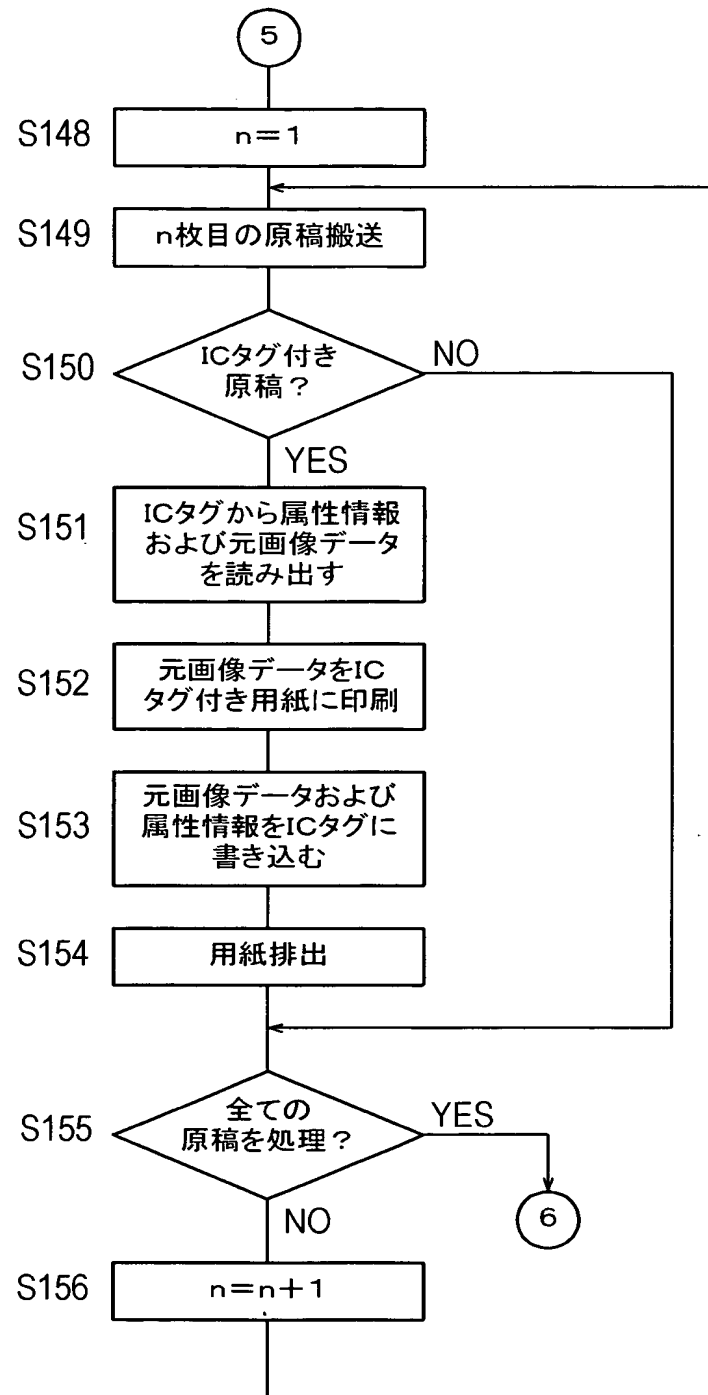 5
S148
n=1
S149
n枚目の原稿搬送
S150
ICタグ付き
原稿?
NO
YES
S151
ICタグから属性情報
および元画像データ
を読み出す
S152
元画像データをIC
タグ付き用紙に印刷
S153
元画像データおよび
属性情報をICタグに
書き込む
S154
用紙排出
S155
全ての
原稿を処理?
YES
NO
6
S156
n=n+1